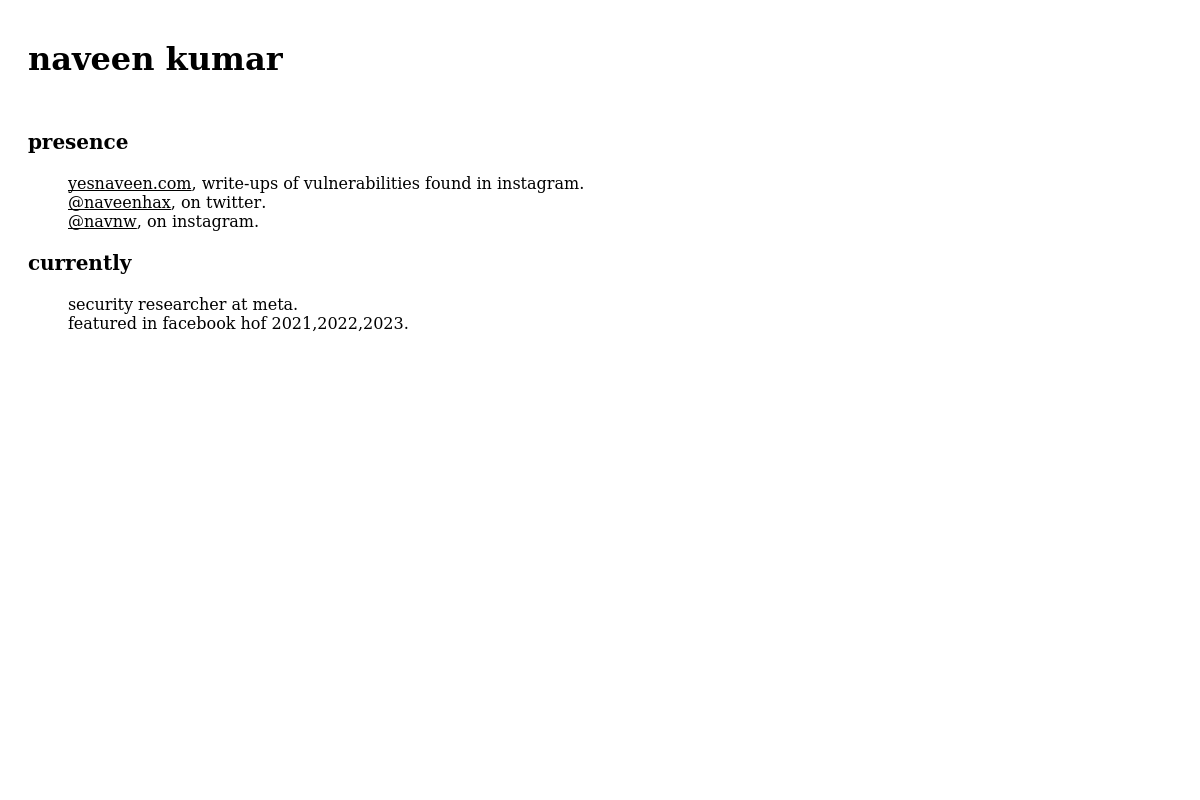 naveen kumar
presence
yesnaveen.com, write-ups of vulnerabilities found in instagram.
@naveenhax, on twitter.
@navnw, on instagram.
currently
security researcher at meta.
featured in facebook hof 2021,2022,2023.